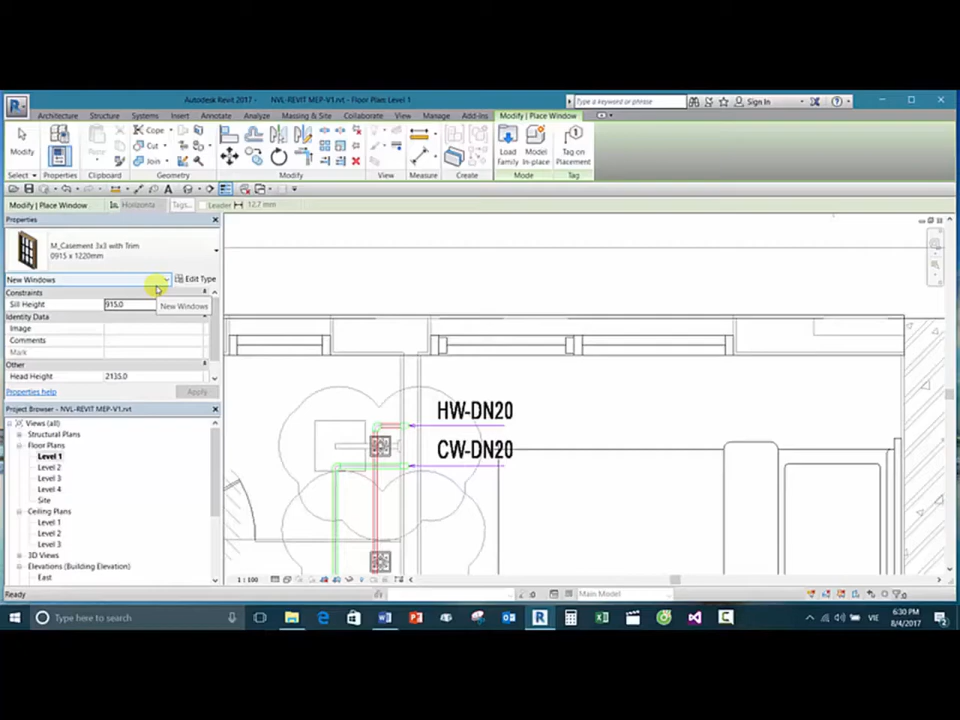 Autodesk Revit 2017 - NVL-REVIT MEP-V1.rvt - Floor Plan: Level 1
Type a keyword or phrase
Sign In
Architecture Structure Systems Insert Annotate Analyze Massing & Site Collaborate View Manage Add-Ins Modify | Place Window
Modify
Paste
Cope
Cut
Join
Load Family
Model In-place
Tag on Placement
Select Properties Clipboard Geometry Modify View Measure Create Mode Tag
Modify | Place Window Horizonta Tags... Leader 12.7 mm
Properties
M_Casement 3x3 with Trim
0915 x 1220mm
New Windows Edit Type
Constraints
Sill Height 915.0
New Windows
Identity Data
Image
Comments
Mark
Other
Head Height 2135.0
Properties help Apply
Project Browser - NVL-REVIT MEP-V1.rvt
Views (all)
Structural Plans
Floor Plans
Level 1
Level 2
Level 3
Level 4
Site
Ceiling Plans
Level 1
Level 2
Level 3
3D Views
Elevations (Building Elevation)
East
HW-DN20
CW-DN20
1 : 100
Ready
:0
Main Model
:0
Type here to search
VIE
6:30 PM
8/4/2017